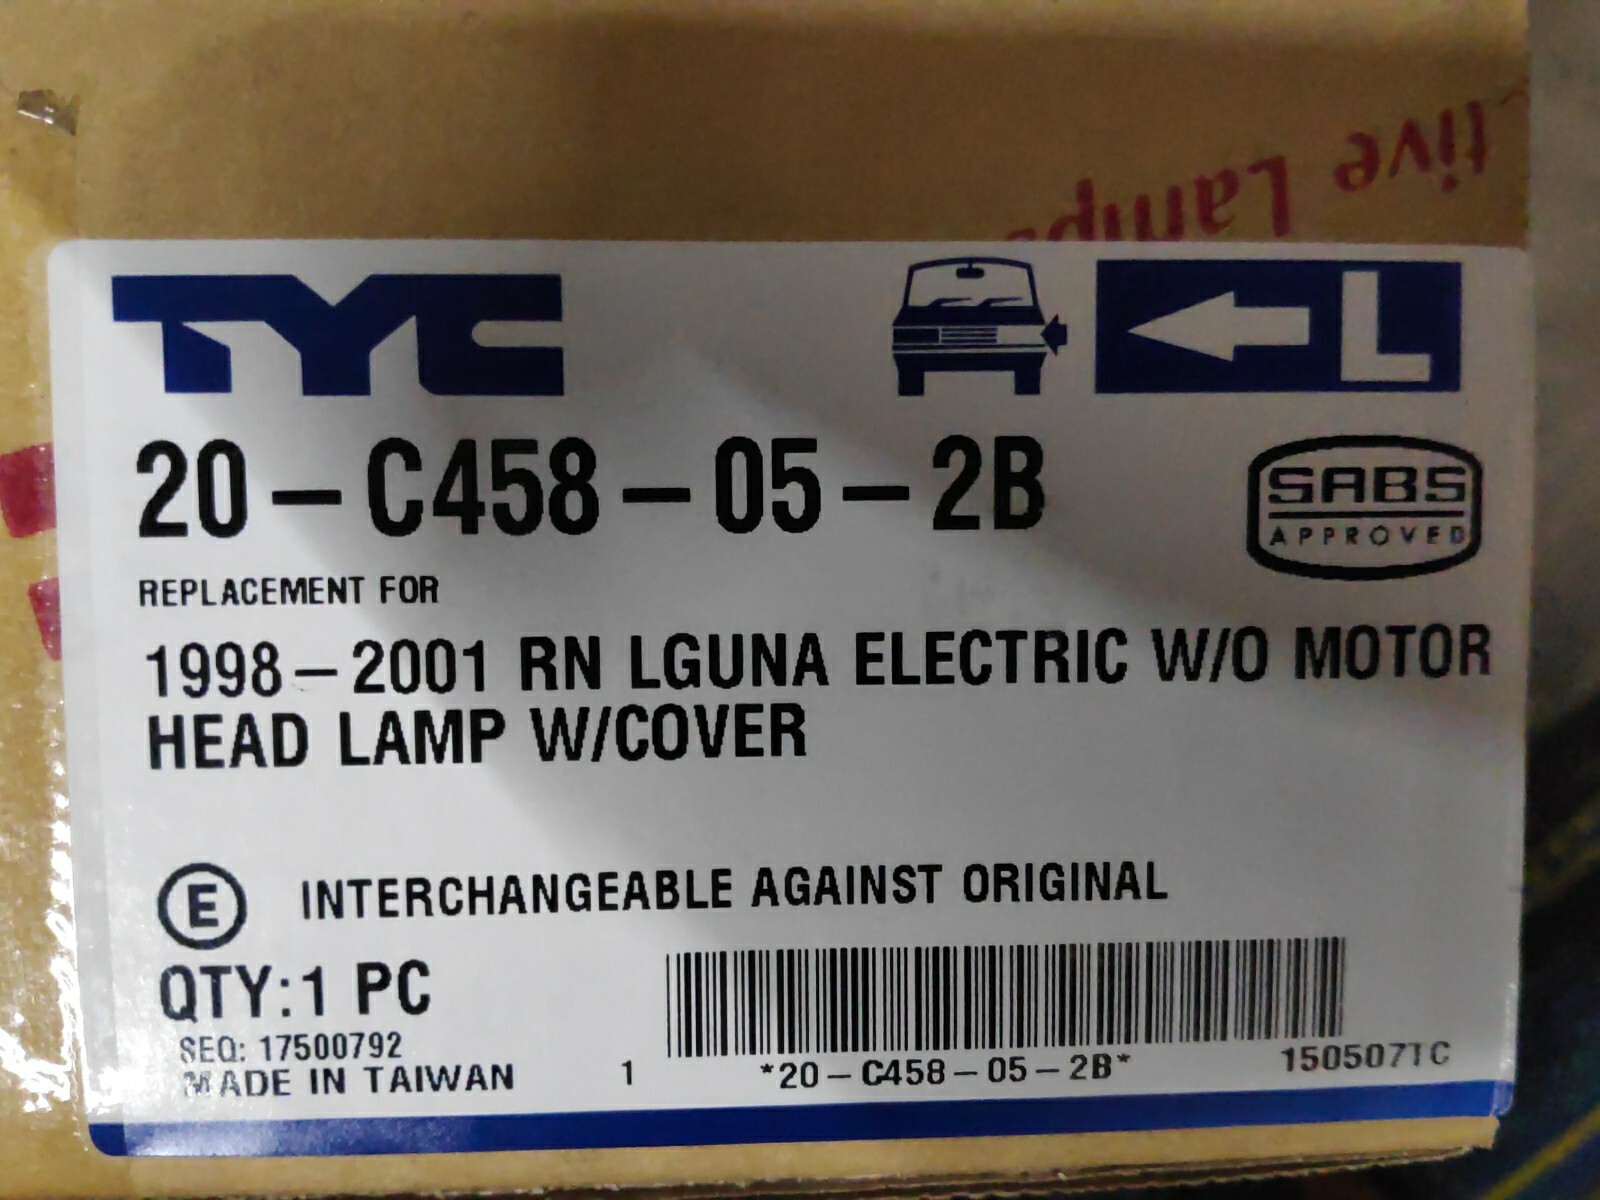 tive Lamps
TYC
L
20-C458-05-2B
SABS
APPROVED
REPLACEMENT FOR
1998-2001 RN LGUNA ELECTRIC W/O MOTOR
HEAD LAMP W/COVER
E INTERCHANGEABLE AGAINST ORIGINAL
QTY:1 PC
SEQ: 17500792
MADE IN TAIWAN
1 *20-C458-05-2B* 150507TC